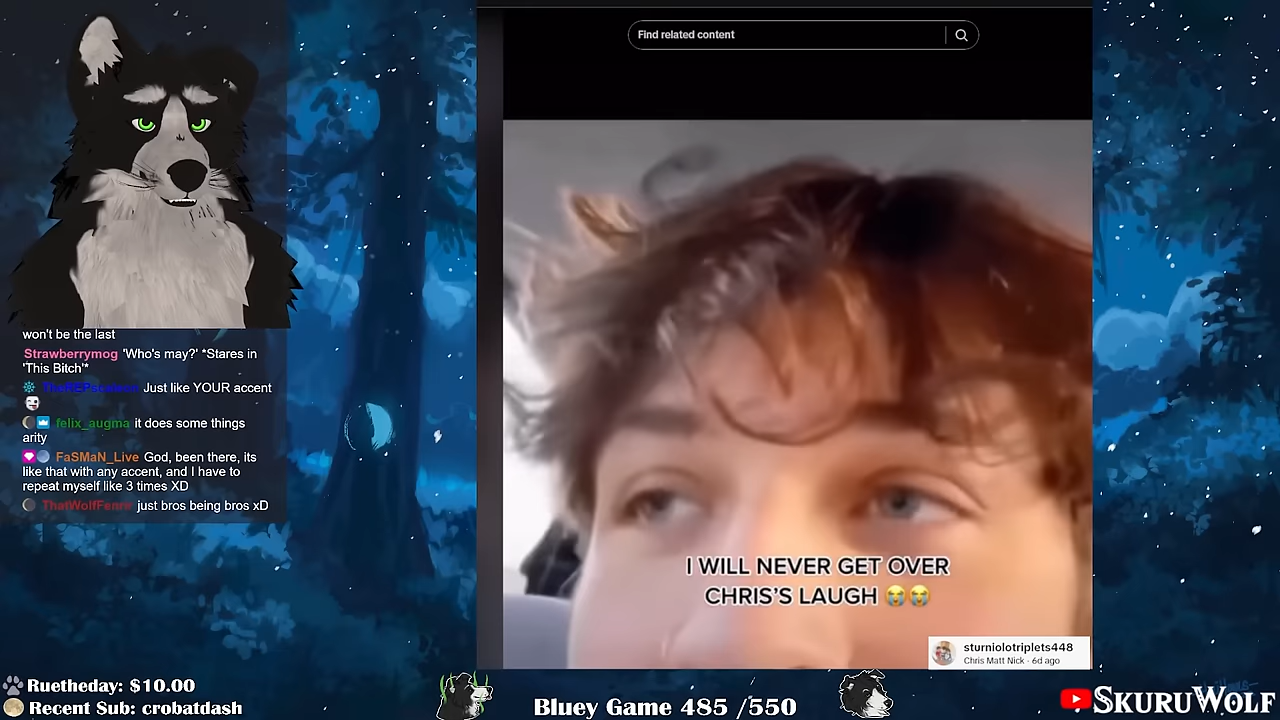 Find related content
won't be the last
Strawberrymog 'Who's may?' *Stares in
'This Bitch'*
Just like YOUR accent
felix_augma it does some things
arity
FaSMaN_Live God, been there, its
like that with any accent, and I have to
repeat myself like 3 times XD
ThatWolfFenre just bros being bros xD
I WILL NEVER GET OVER
CHRIS'S LAUGH 😭😭
sturniolotriplets448
Chris Matt Nick · 6d ago
Ruetheday: $10.00
Recent Sub: crobatdash
Bluey Game 485 /550
SKURUWOLF